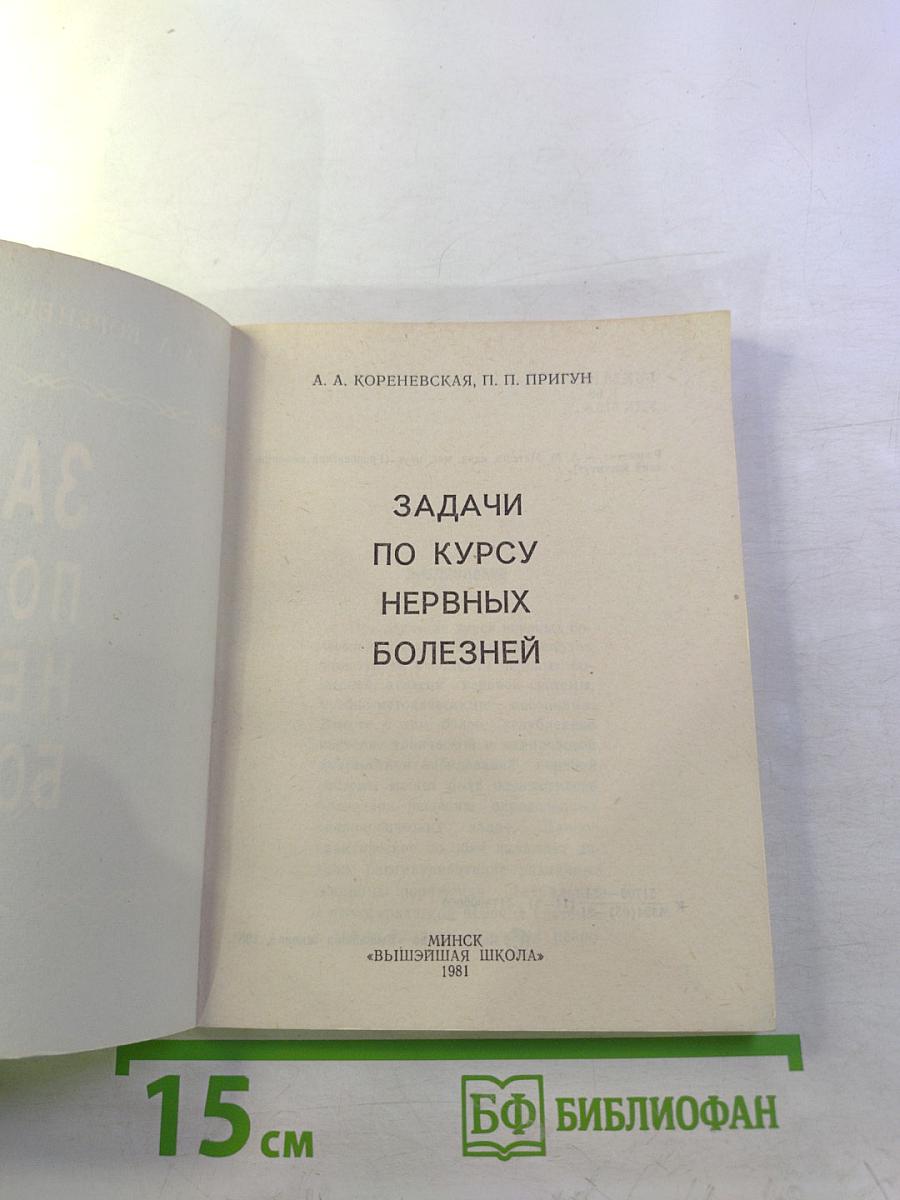 А. А. КОРЕНЕВСКАЯ, П. П. ПРИГУН
ЗАДАЧИ
ПО КУРСУ
НЕРВНЫХ
БОЛЕЗНЕЙ
МИНСК
«ВЫШЭЙШАЯ ШКОЛА»
1981
15 СМ
БФ БИБЛИОФАН